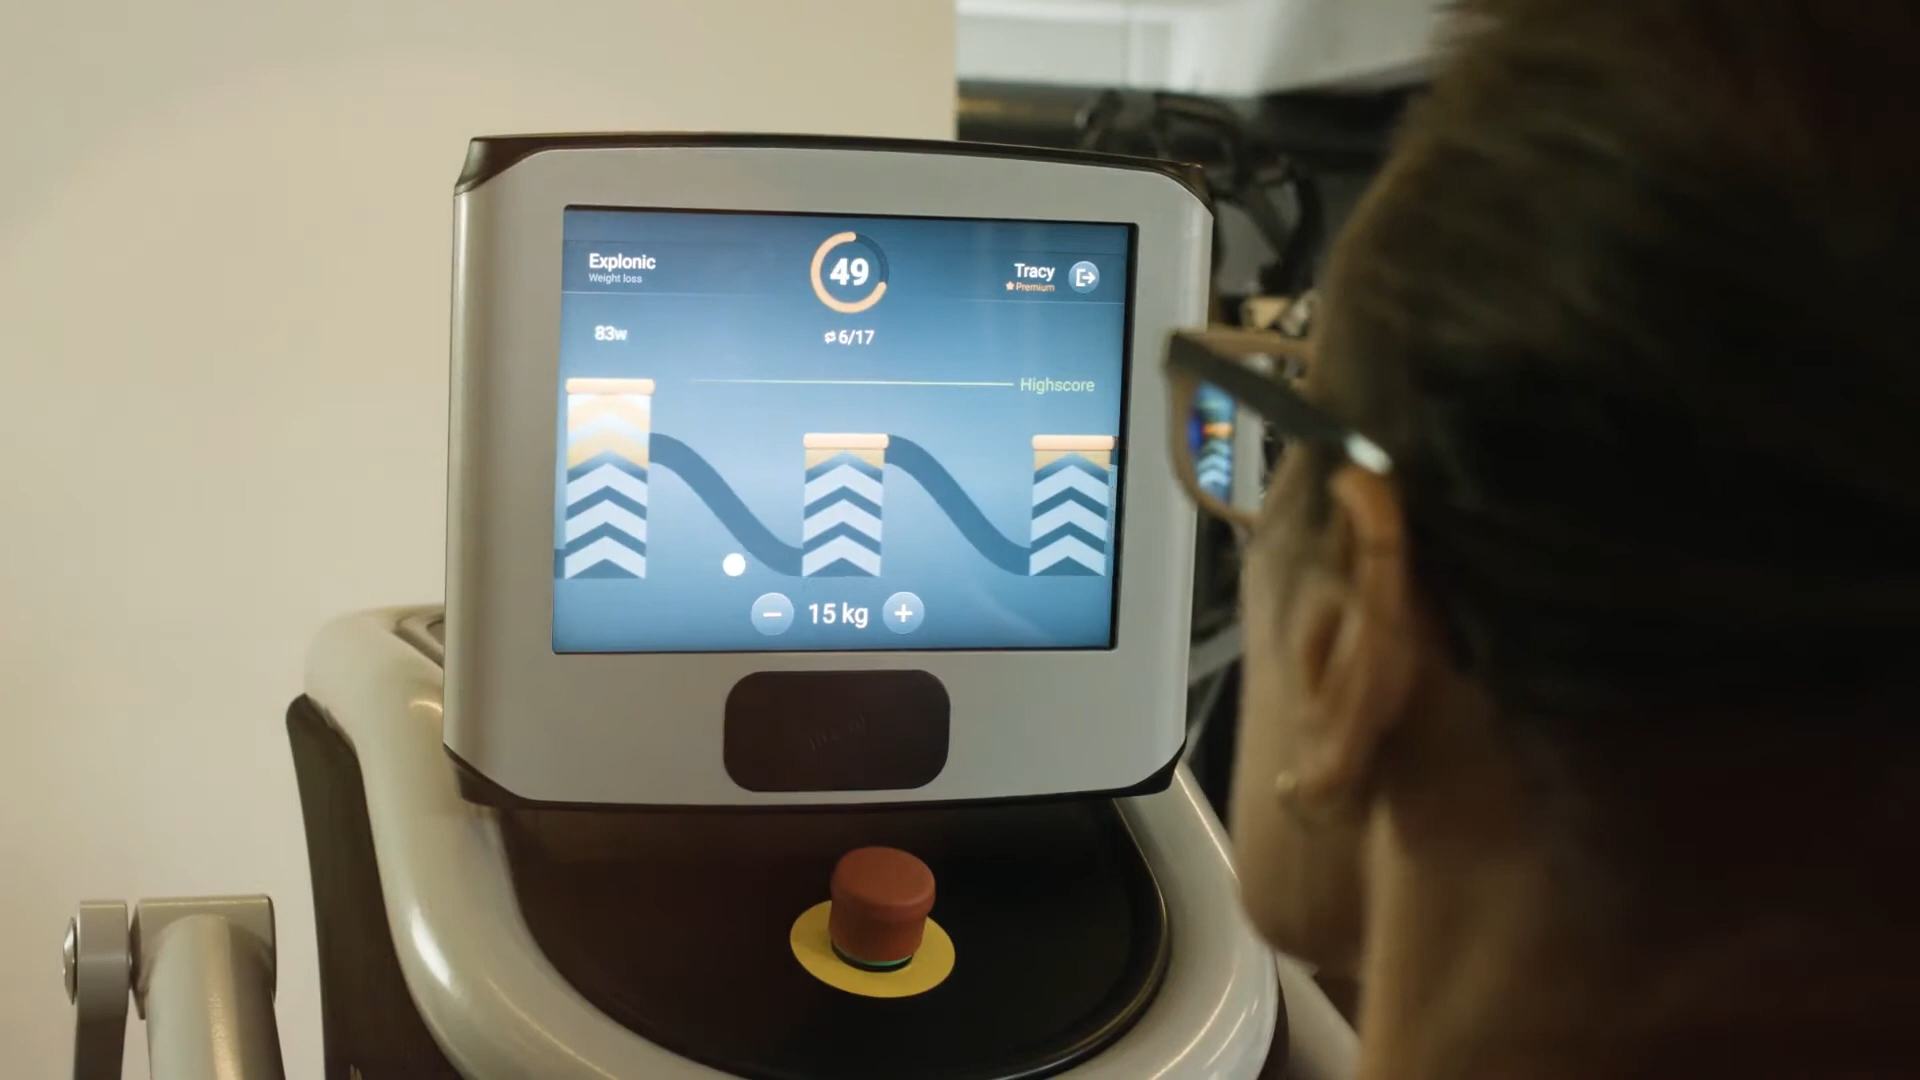 Explonic
Weight loss
49
Tracy
Premium
83w
6/17
Highscore
− 15 kg +